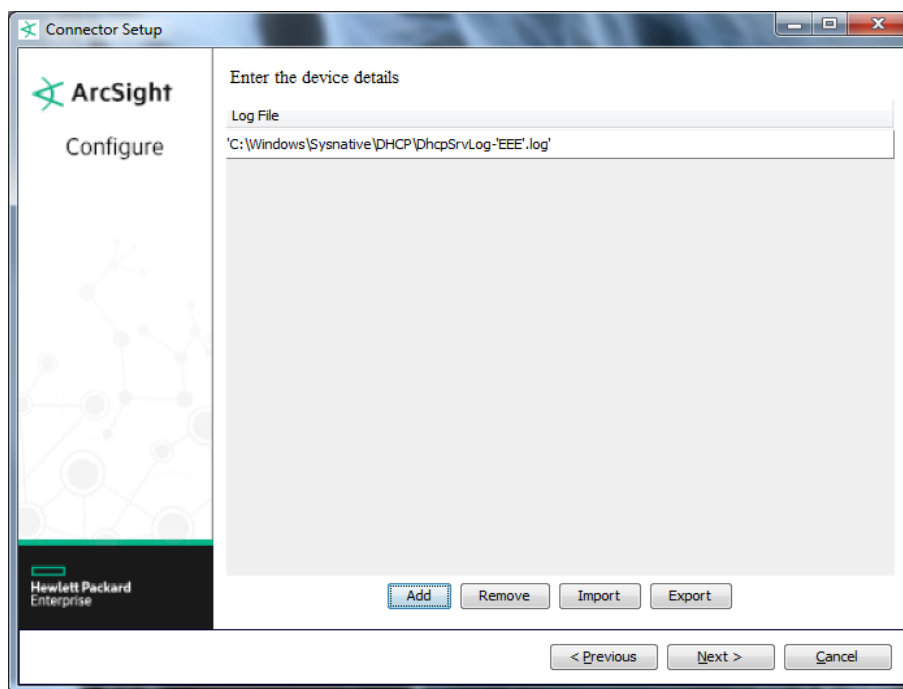 Connector Setup
ArcSight
Configure
Enter the device details
Log File
'C:\Windows\Sysnative\DHCP\DhcpSrvLog-'EEE'.log'
Hewlett Packard
Enterprise
Add Remove Import Export
< Previous Next > Cancel